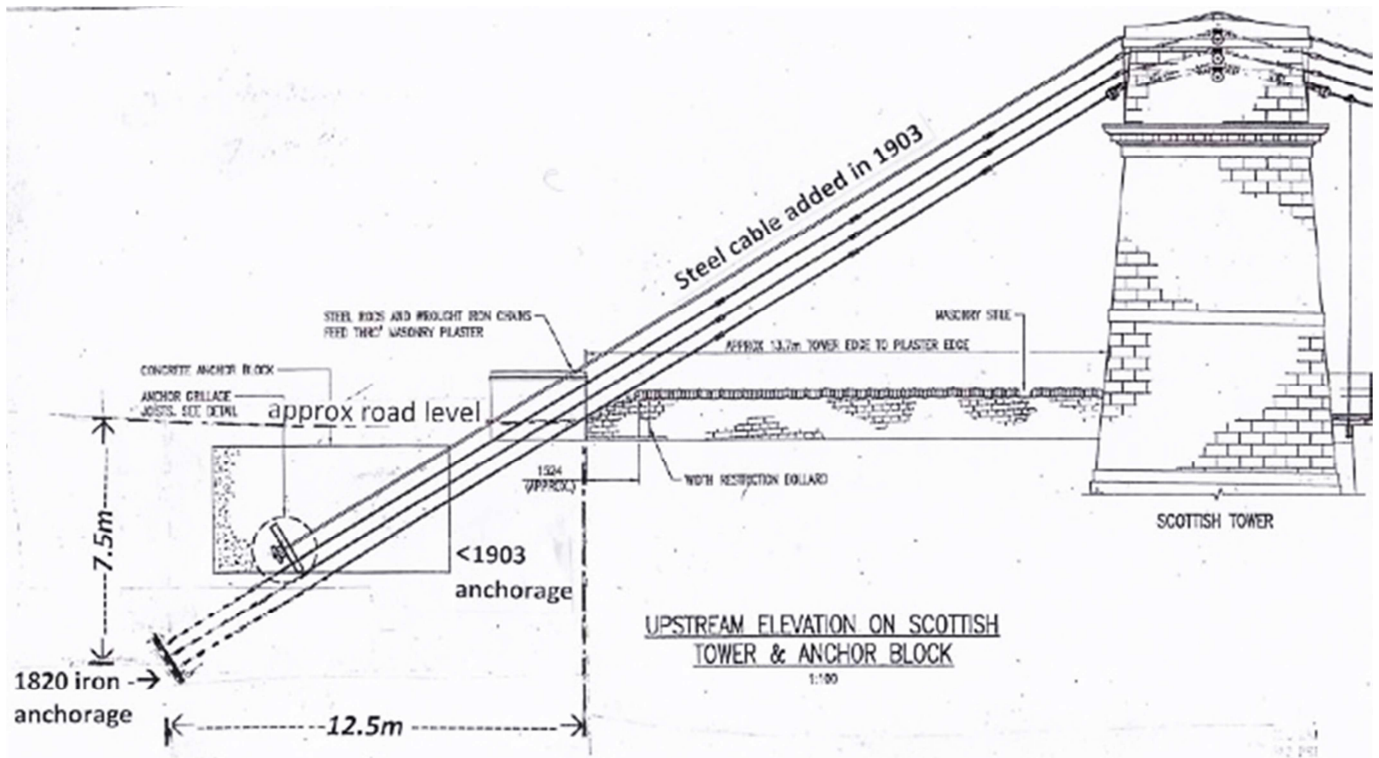 Steel cable added in 1903
STEEL RODS AND WROUGHT IRON CHAINS
FEED THRO' MASONRY PILASTER
MASONRY STILE
APPROX 13.7m TOWER EDGE TO PILASTER EDGE
CONCRETE ANCHOR BLOCK
ANCHOR GRILLAGE
JOISTS. SEE DETAIL
approx road level
1524
(APPROX.)
WIDTH RESTRICTION BOLLARD
SCOTTISH TOWER
7.5m
<1903
anchorage
UPSTREAM ELEVATION ON SCOTTISH
TOWER & ANCHOR BLOCK
1:100
1820 iron
anchorage
12.5m